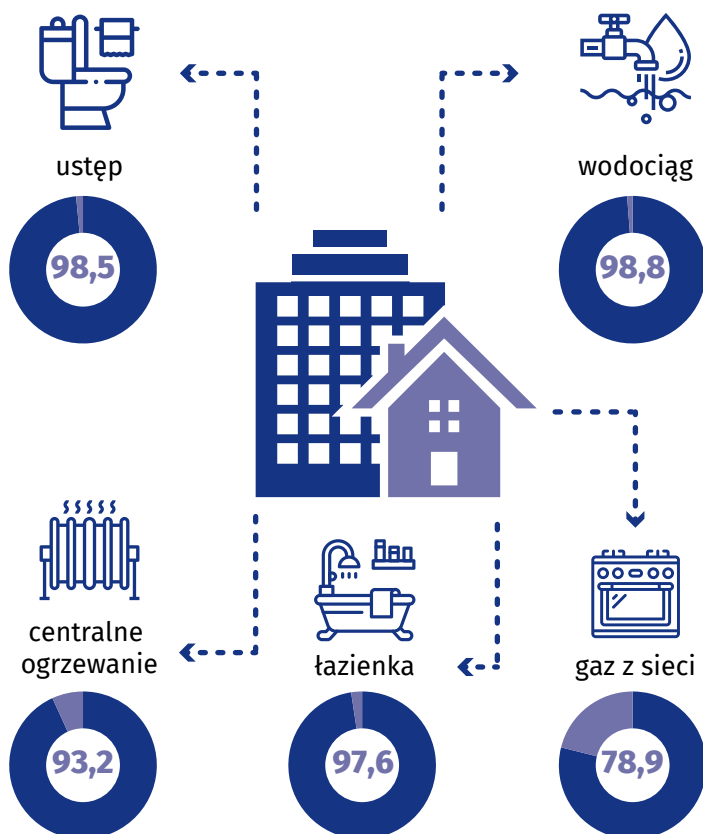 ustęp
98,5
wodociąg
98,8
centralne
ogrzewanie
93,2
łazienka
97,6
gaz z sieci
78,9